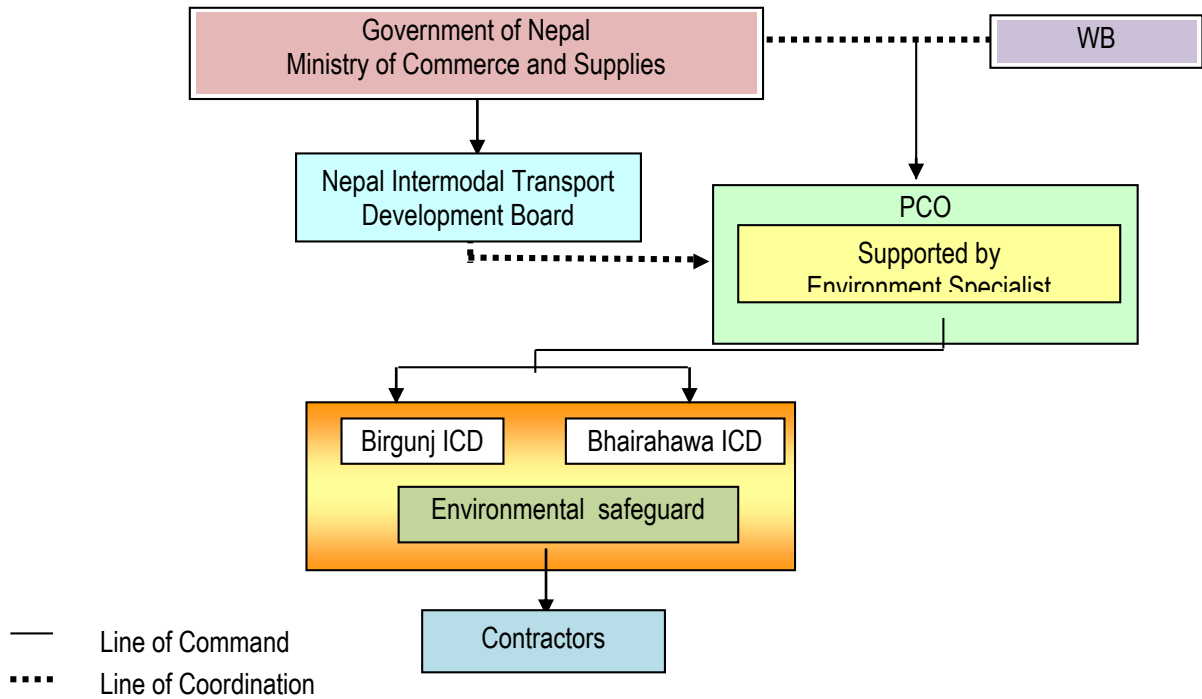 Government of Nepal
Ministry of Commerce and Supplies
WB
Nepal Intermodal Transport
Development Board
PCO
Supported by
Environment Specialist
Birgunj ICD
Bhairahawa ICD
Environmental safeguard
Contractors
Line of Command
Line of Coordination